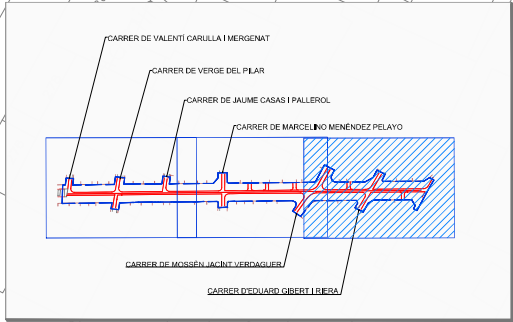 CARRER DE VALENTÍ CARULLA I MERGENAT
CARRER DE VERGE DEL PILAR
CARRER DE JAUME CASAS I PALLEROL
CARRER DE MARCELINO MENÉNDEZ PELAYO
CARRER DE MOSSÈN JACINT VERDAGUER
CARRER D'EDUARD GIBERT I RIERA